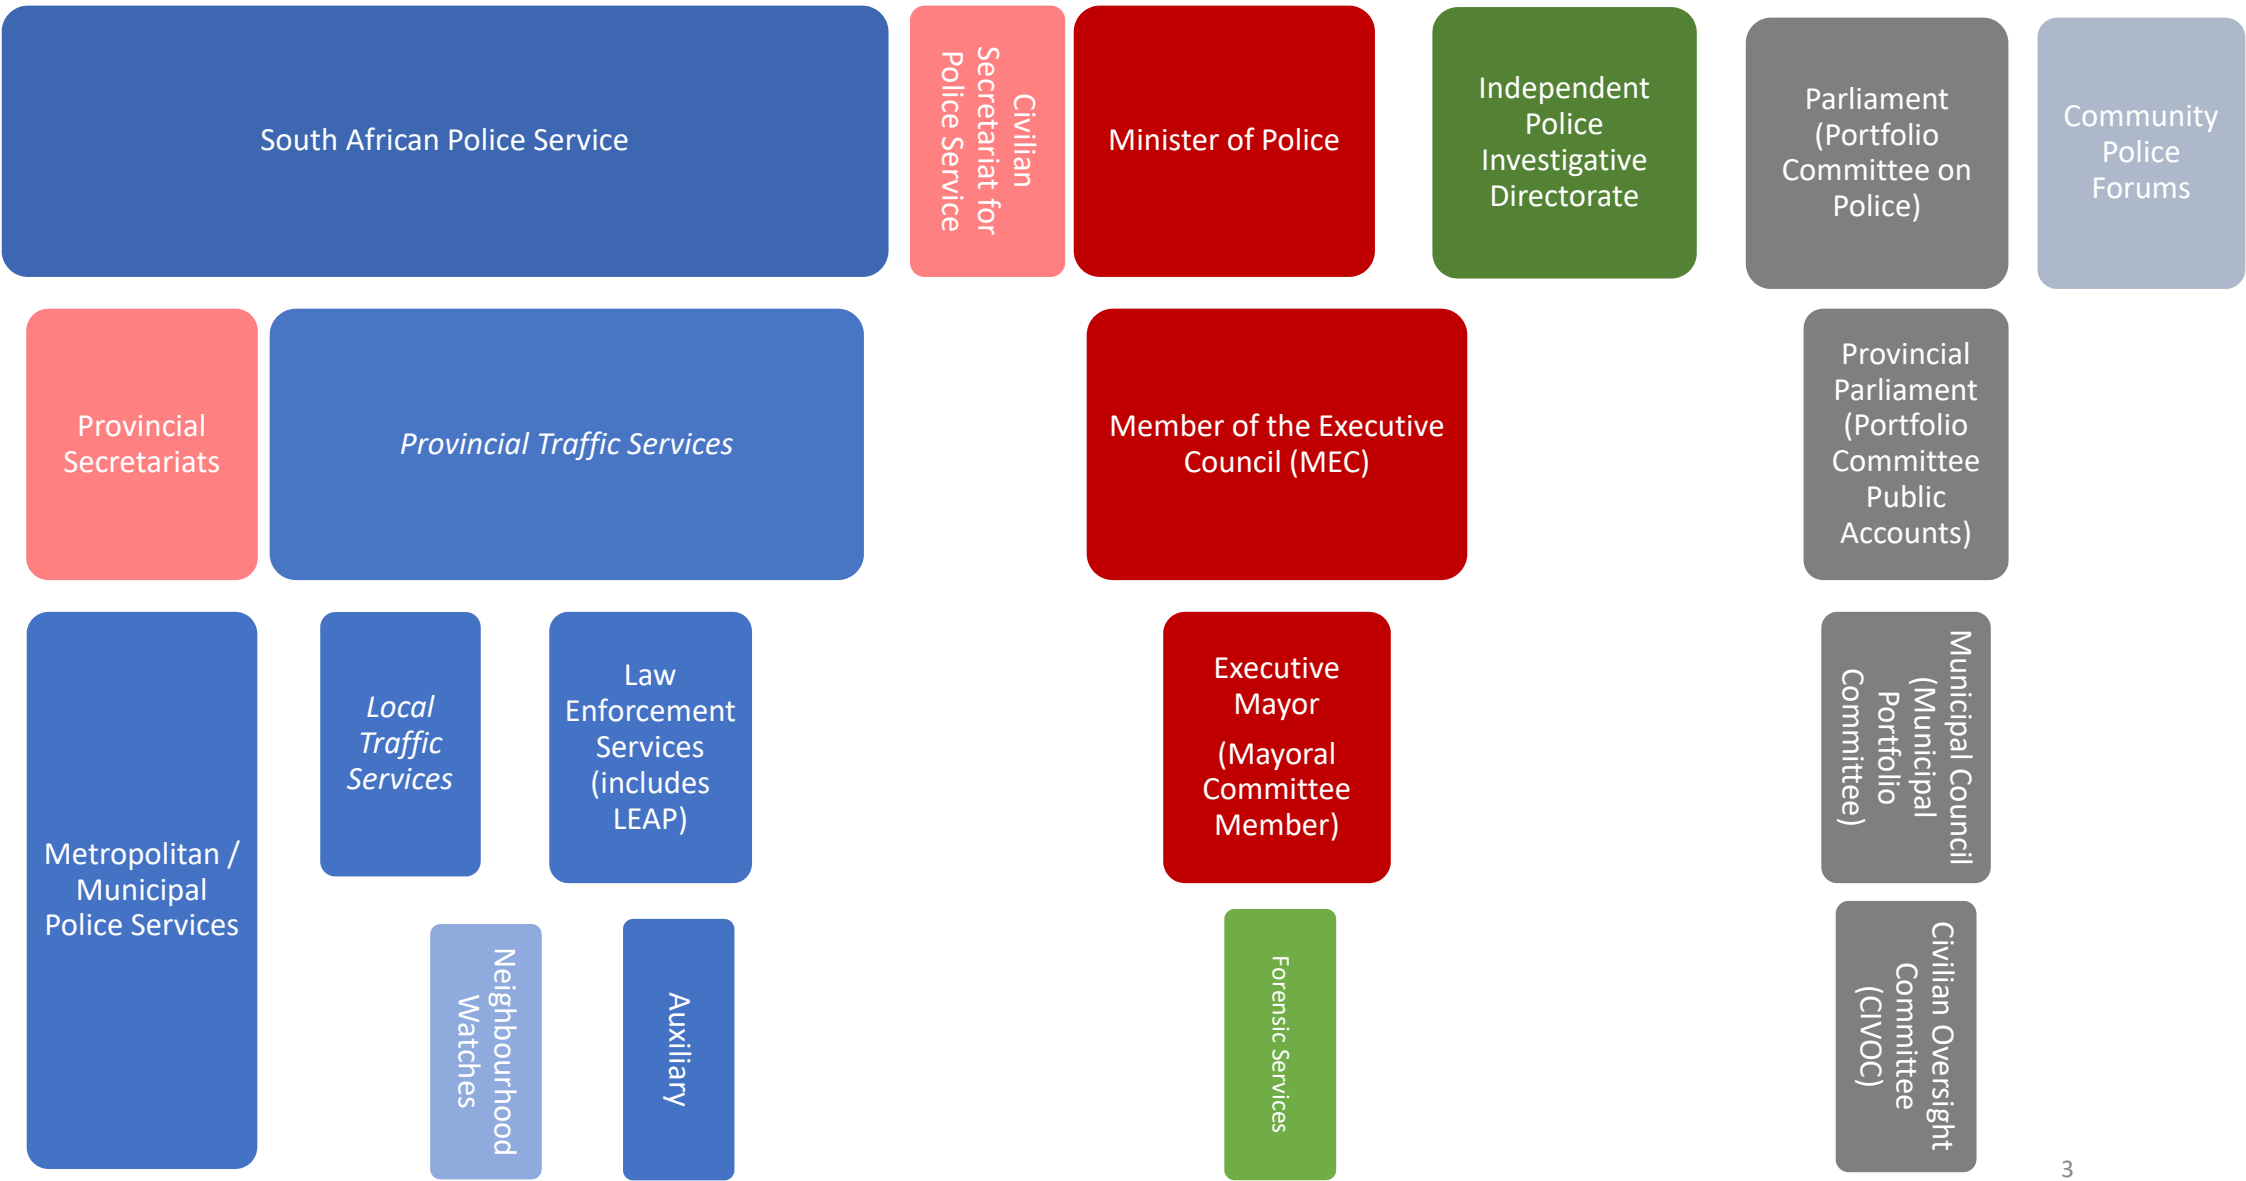 South African Police Service
Civilian
Secretariat for
Police Service
Minister of Police
Independent
Police
Investigative
Directorate
Parliament
(Portfolio
Committee on
Police)
Community
Police
Forums
Provincial
Secretariats
Provincial Traffic Services
Member of the Executive
Council (MEC)
Provincial
Parliament
(Portfolio
Committee
Public
Accounts)
Metropolitan /
Municipal
Police Services
Local
Traffic
Services
Law
Enforcement
Services
(includes
LEAP)
Executive
Mayor
(Mayoral
Committee
Member)
Municipal Council
(Municipal
Portfolio
Committee)
Neighbourhood
Watches
Auxiliary
Forensic Services
Civilian Oversight
Committee
(CIVOC)
3